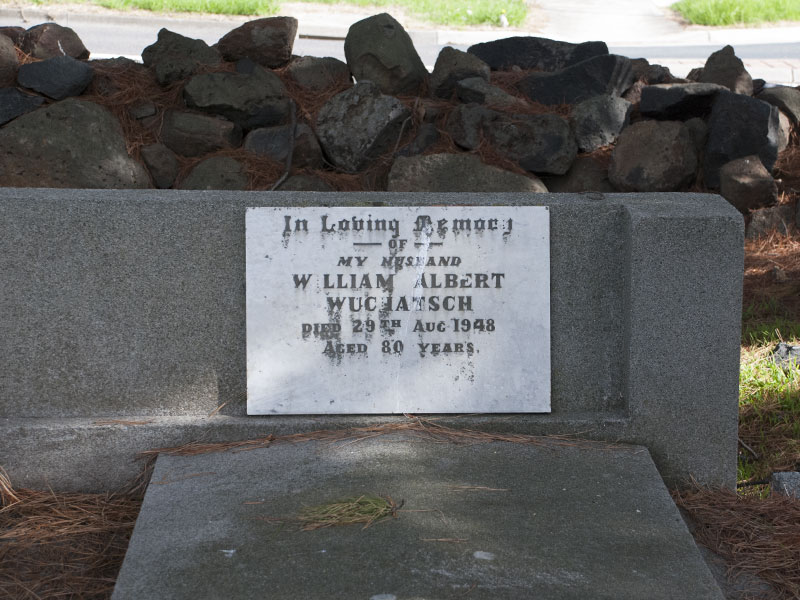 In Loving Memory
OF
MY HUSBAND
WILLIAM ALBERT
WUCHATSCH
DIED 29TH AUG 1948
AGED 80 YEARS.